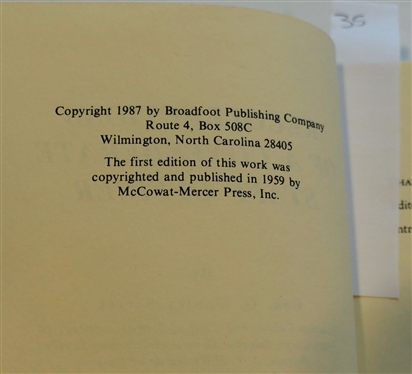 Copyright 1987 by Broadfoot Publishing Company
Route 4, Box 508C
Wilmington, North Carolina 28405
The first edition of this work was
copyrighted and published in 1959 by
McCowat-Mercer Press, Inc.
35